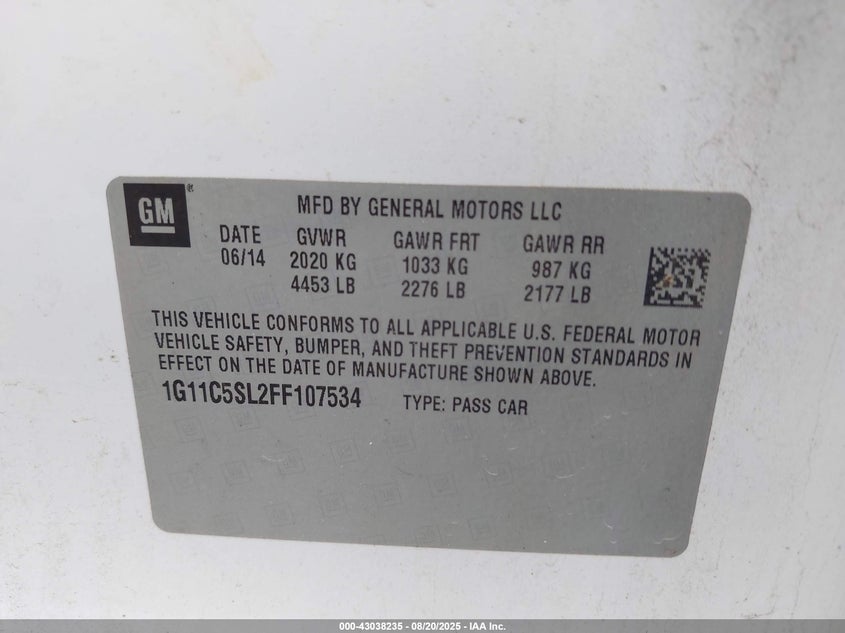 GM®
MFD BY GENERAL MOTORS LLC
DATE GVWR GAWR FRT GAWR RR
06/14 2020 KG 1033 KG 987 KG
4453 LB 2276 LB 2177 LB
THIS VEHICLE CONFORMS TO ALL APPLICABLE U.S. FEDERAL MOTOR
VEHICLE SAFETY, BUMPER, AND THEFT PREVENTION STANDARDS IN
EFFECT ON THE DATE OF MANUFACTURE SHOWN ABOVE.
1G11C5SL2FF107534 TYPE: PASS CAR
000-43038235 - 08/20/2025 - IAA Inc.